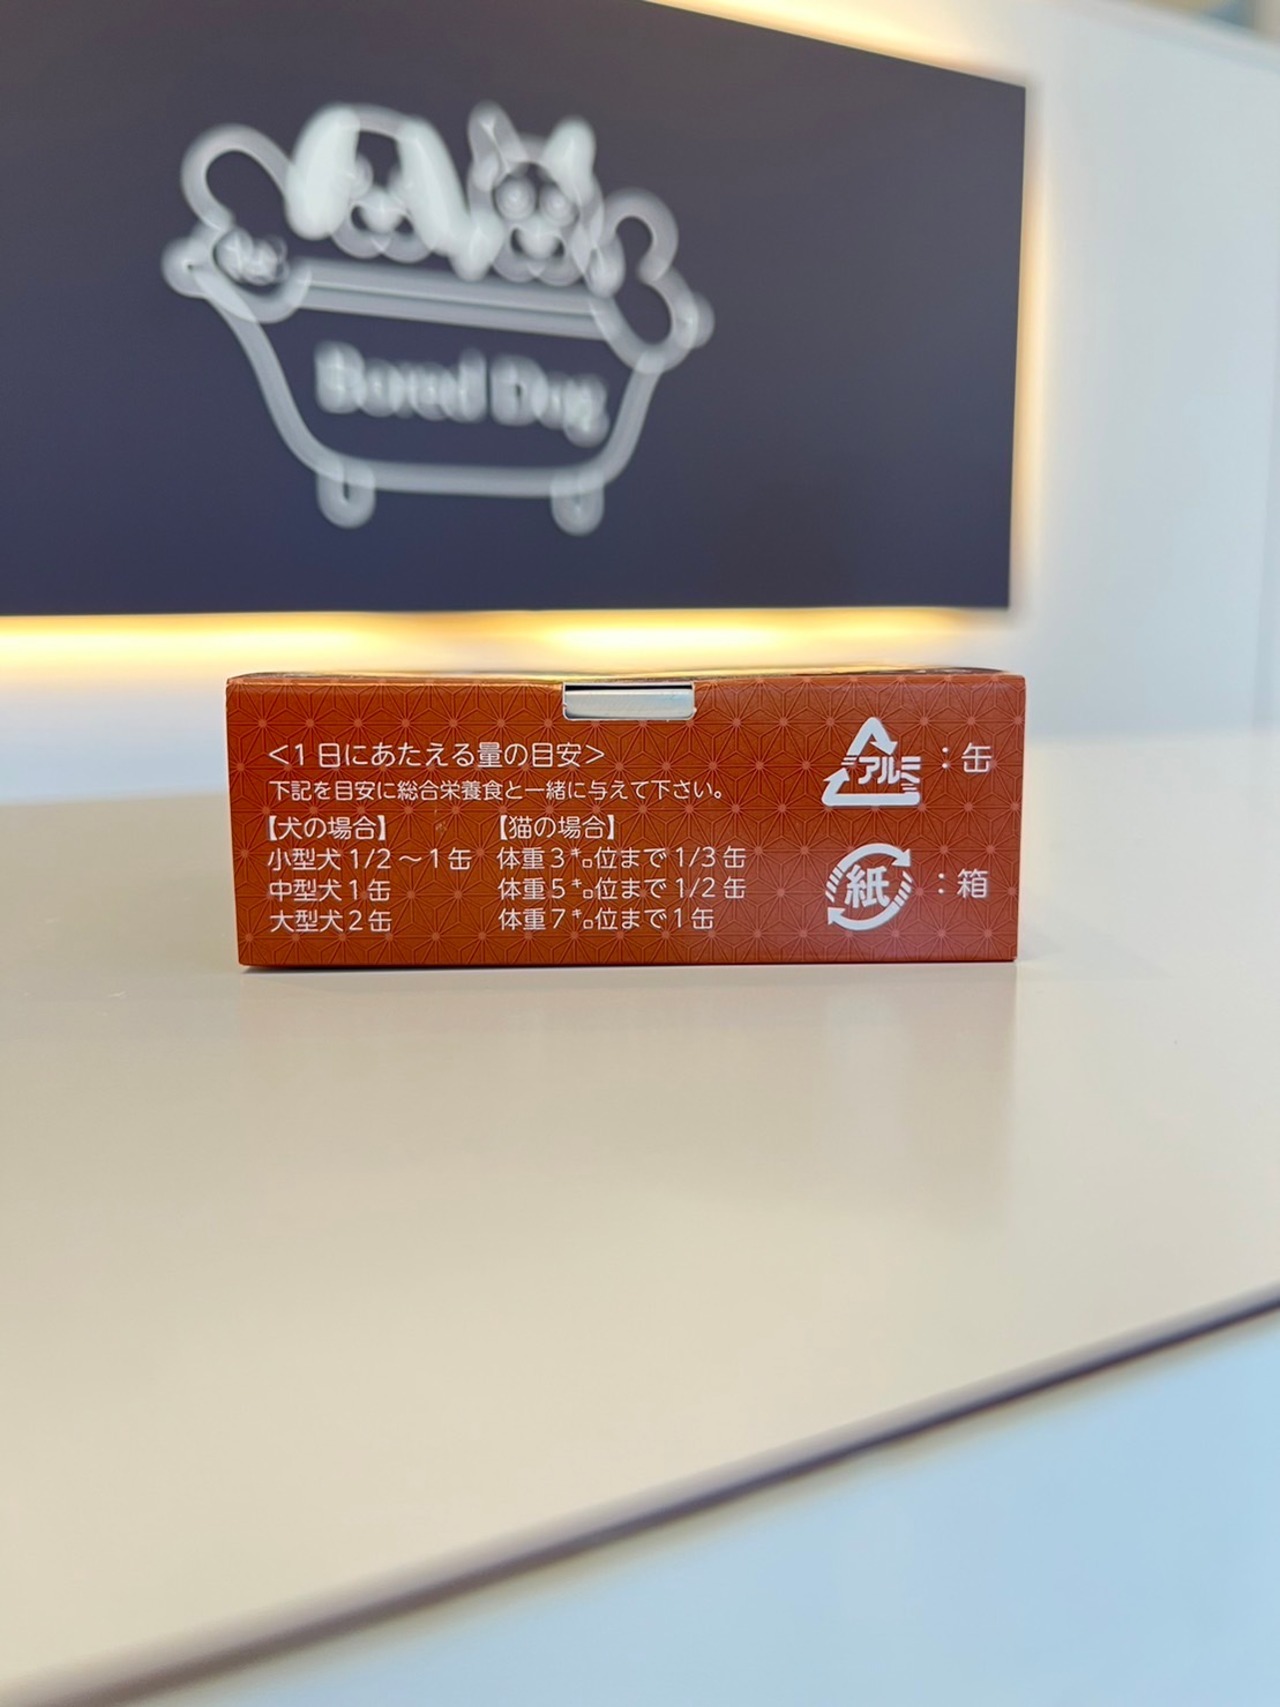 Bored Dog
<1日にあたえる量の目安>
下記を目安に総合栄養食と一緒に与えて下さい。
【犬の場合】 【猫の場合】
小型犬1/2～1缶 体重3㌔位まで1/3缶
中型犬1缶 体重5㌔位まで1/2缶
大型犬2缶 体重7㌔位まで1缶
アルミ：缶
紙：箱